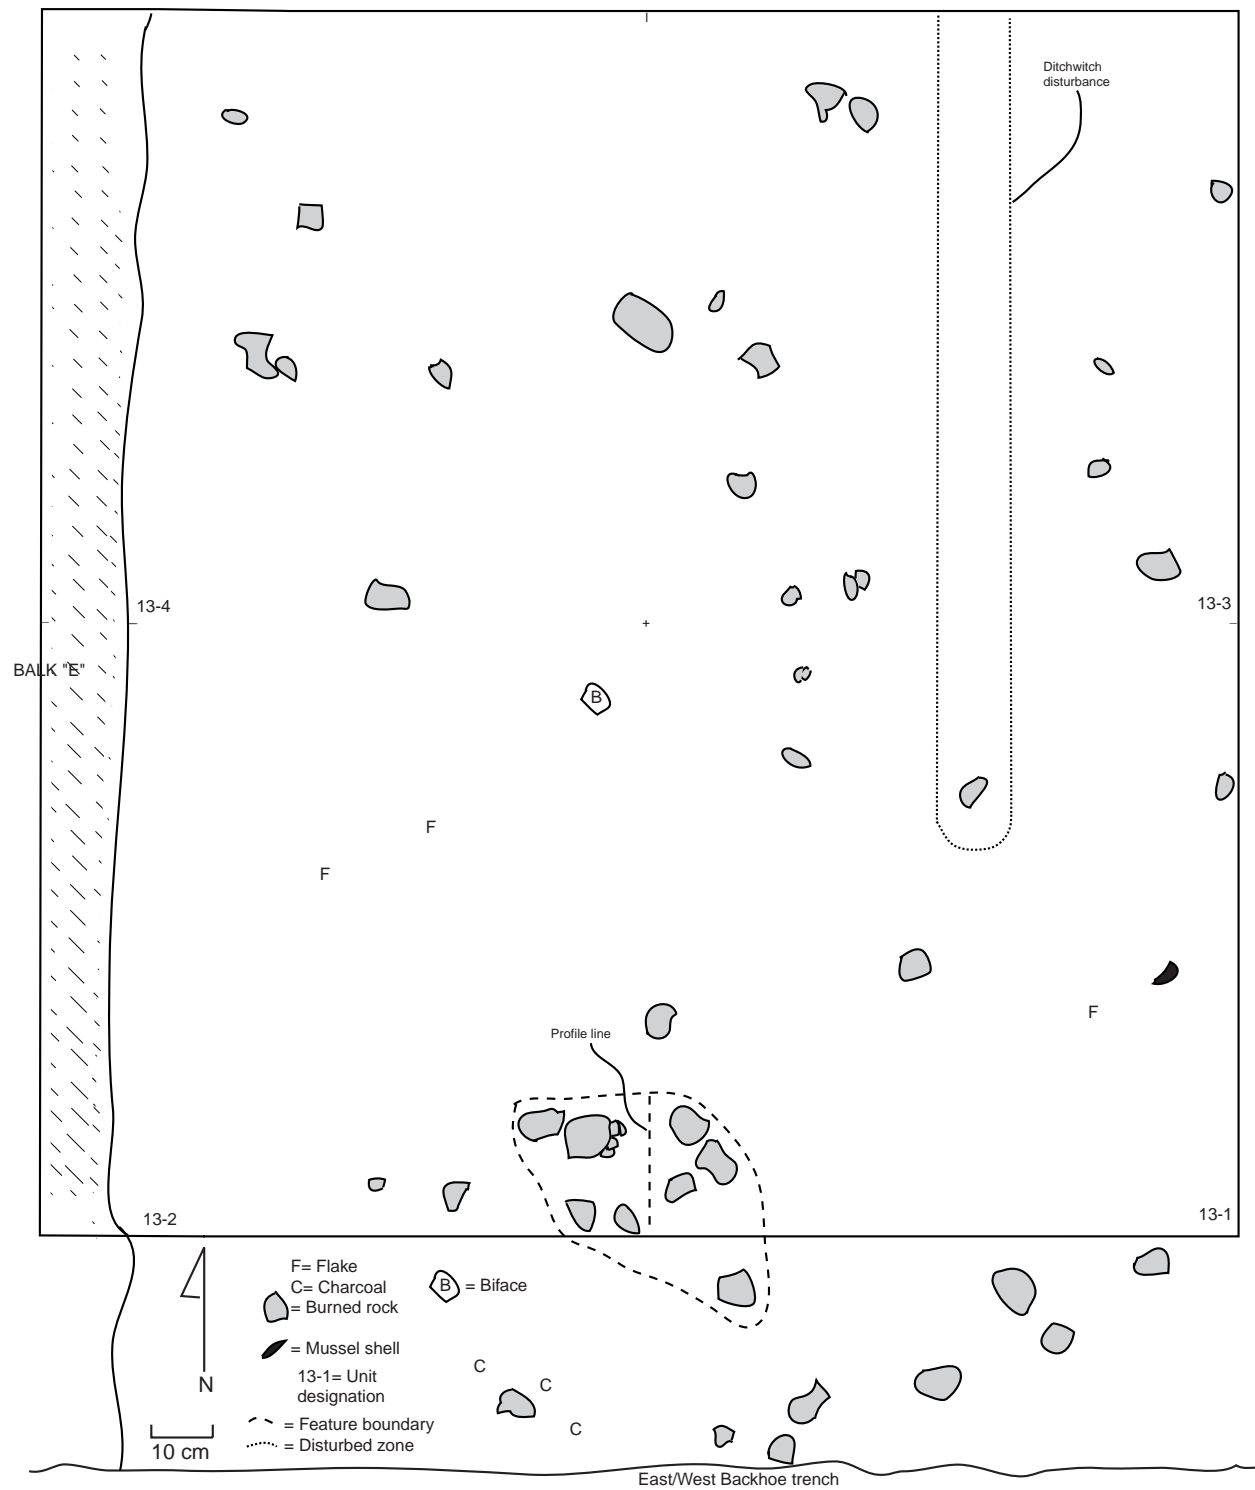 Ditchwitch
disturbance
13-4
13-3
BALK "E"
B
F
F
F
Profile line
13-2
13-1
F= Flake
C= Charcoal
= Burned rock
B = Biface
= Mussel shell
13-1= Unit
designation
= Feature boundary
= Disturbed zone
N
10 cm
C
C
C
East/West Backhoe trench